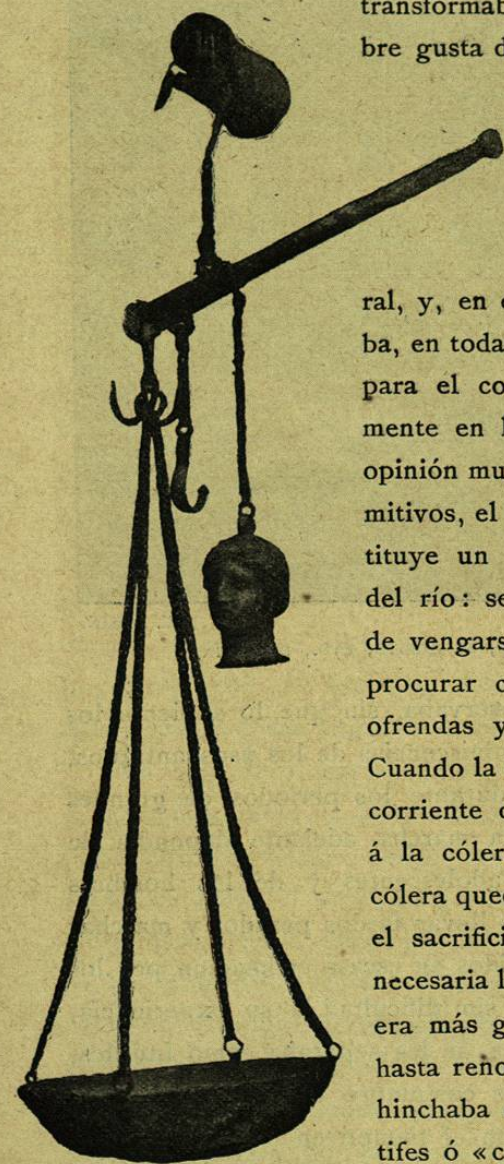 transformab
bre gusta d
ral, y, en
ba, en toda
para el co
mente en l
opinión mu
mitivos, el
tituye un
del río: se
de vengars
procurar c
ofrendas y
Cuando la
corriente
á la cóler
cólera que
el sacrifici
necesaria l
era más g
hasta reno
hinchaba
tifes ó «c